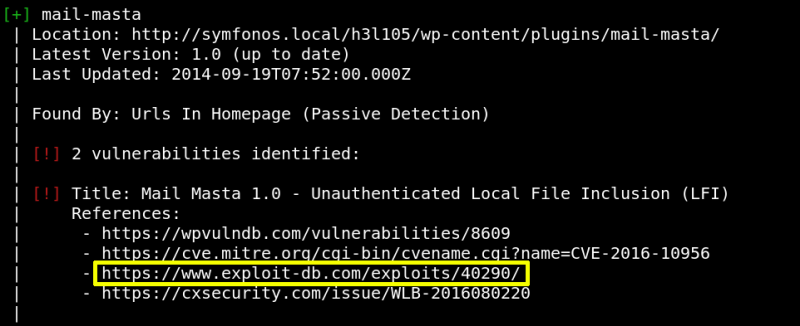 [+] mail-masta
| Location: http://symfonos.local/h3l105/wp-content/plugins/mail-masta/
| Latest Version: 1.0 (up to date)
| Last Updated: 2014-09-19T07:52:00.000Z
|
| Found By: Urls In Homepage (Passive Detection)
|
| [!] 2 vulnerabilities identified:
|
| [!] Title: Mail Masta 1.0 - Unauthenticated Local File Inclusion (LFI)
| References:
| - https://wpvulndb.com/vulnerabilities/8609
| - https://cve.mitre.org/cgi-bin/cvename.cgi?name=CVE-2016-10956
| - https://www.exploit-db.com/exploits/40290/
| - https://cxsecurity.com/issue/WLB-2016080220
|